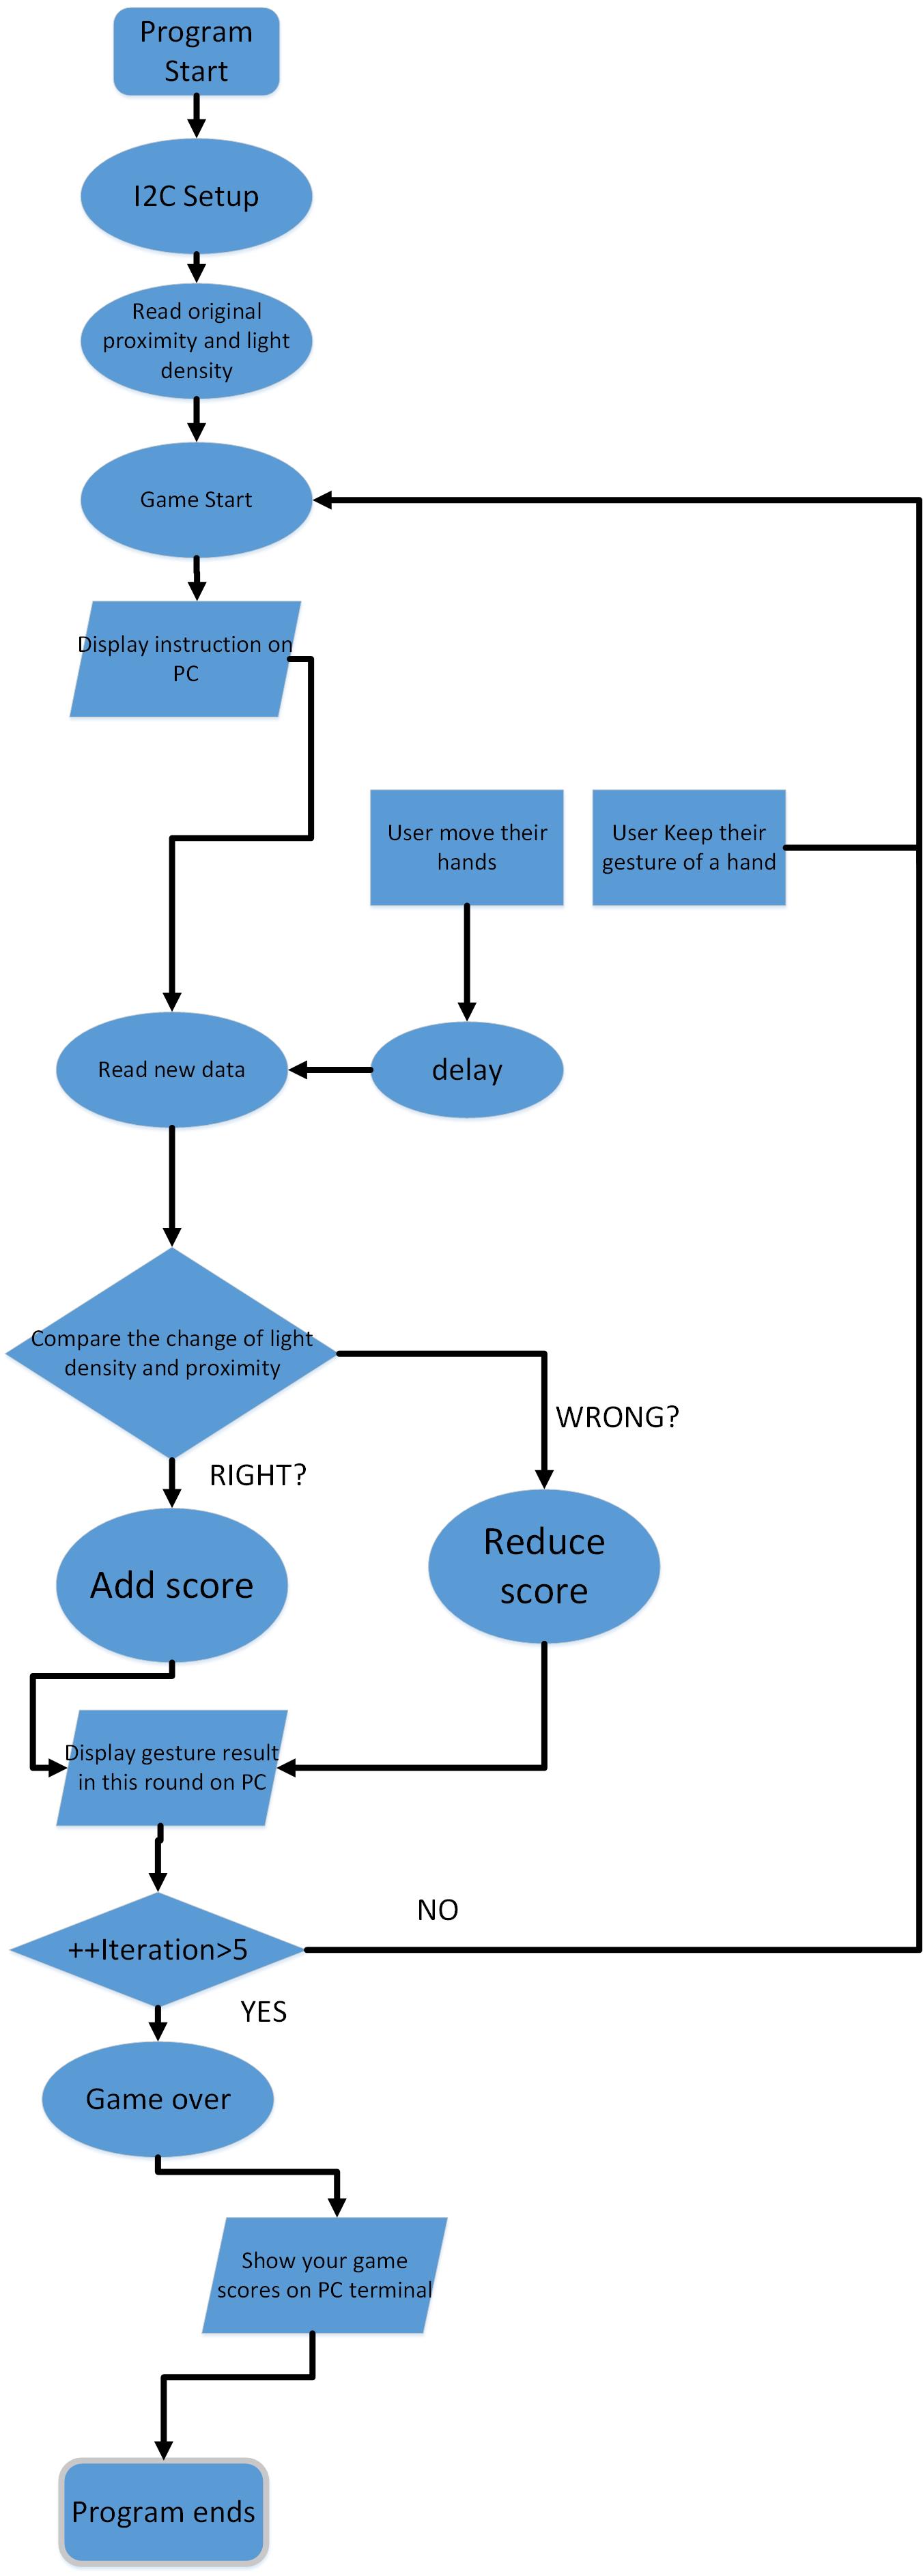 Program
Start
I2C Setup
Read original
proximity and light
density
Game Start
Display instruction on
PC
User move their
hands
User Keep their
gesture of a hand
Read new data
delay
Compare the change of light
density and proximity
WRONG?
RIGHT?
Add score
Reduce
score
Display gesture result
in this round on PC
NO
++Iteration>5
YES
Game over
Show your game
scores on PC terminal
Program ends